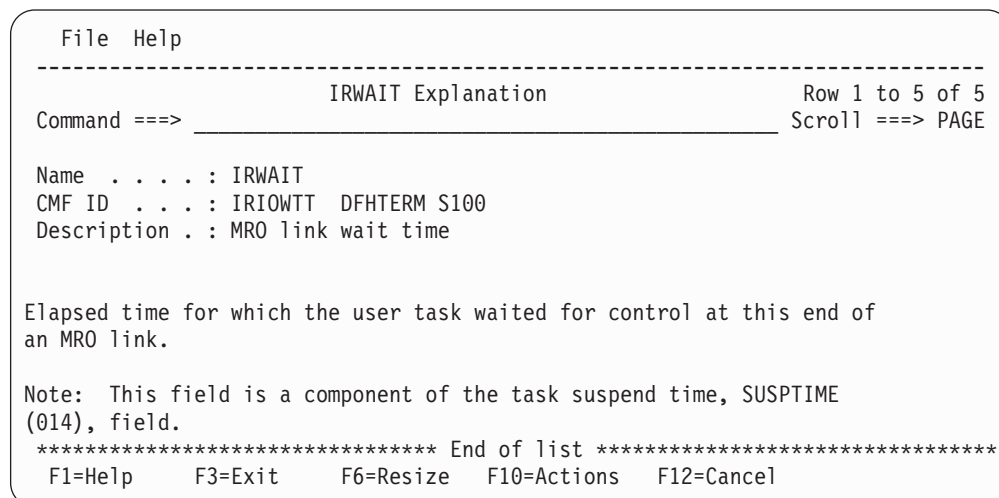 File Help
--------------------------------------------------------------------------------
IRWAIT Explanation Row 1 to 5 of 5
Command ===> ________________________________________________ Scroll ===> PAGE
Name . . . . : IRWAIT
CMF ID . . . : IRIOWTT DFHTERM S100
Description . : MRO link wait time
Elapsed time for which the user task waited for control at this end of
an MRO link.
Note: This field is a component of the task suspend time, SUSPTIME
(014), field.
********************************* End of list *********************************
F1=Help F3=Exit F6=Resize F10=Actions F12=Cancel